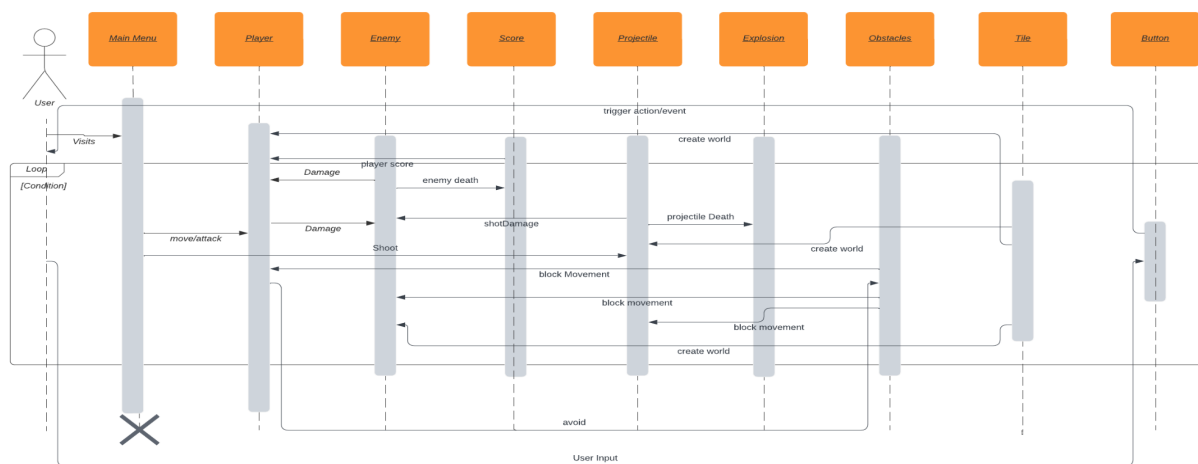 Main Menu
Player
Enemy
Score
Projectile
Explosion
Obstacles
Tile
Button
User
trigger action/event
Visits
create world
Loop
player score
[Condition]
Damage
enemy death
projectile Death
shotDamage
Damage
move/attack
Shoot
create world
block Movement
block movement
block movement
create world
avoid
User Input